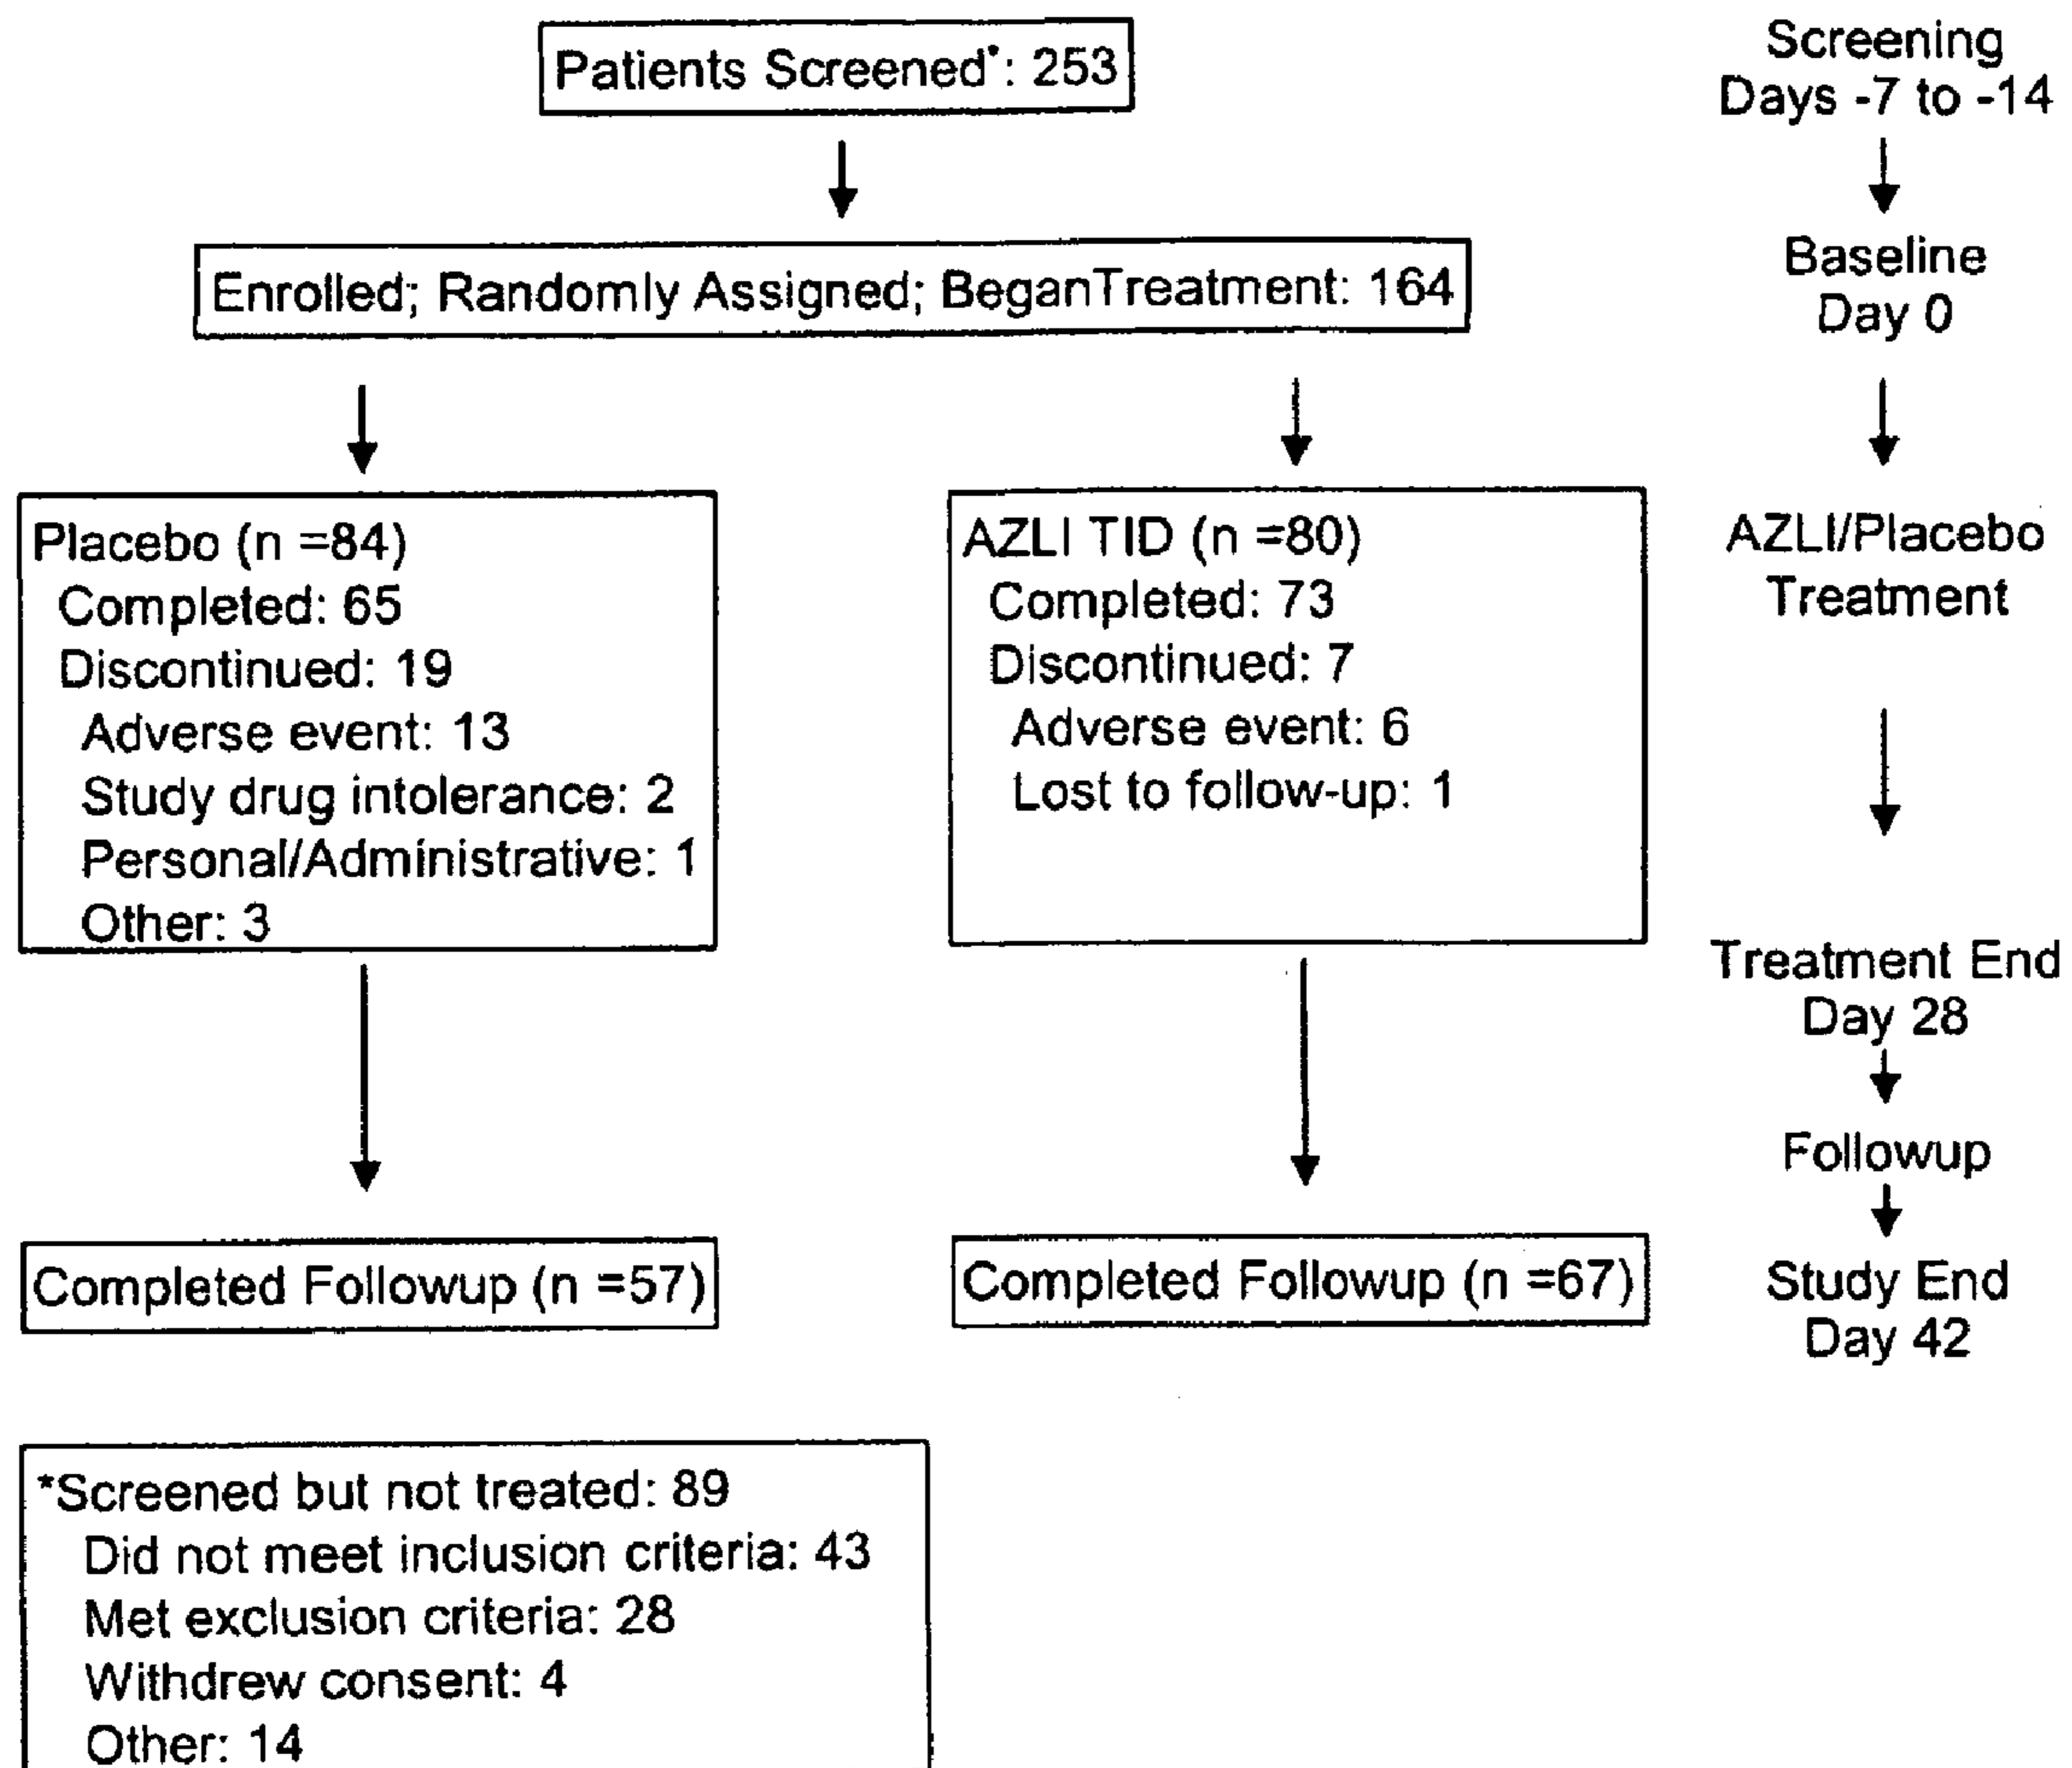 Patients Screened*: 253
Enrolled; Randomly Assigned; BeganTreatment: 164
Placebo (n =84)
Completed: 65
Discontinued: 19
Adverse event: 13
Study drug intolerance: 2
Personal/Administrative: 1
Other: 3
AZLI TID (n =80)
Completed: 73
Discontinued: 7
Adverse event: 6
Lost to follow-up: 1
Completed Followup (n =57)
Completed Followup (n =67)
*Screened but not treated: 89
Did not meet inclusion criteria: 43
Met exclusion criteria: 28
Withdrew consent: 4
Other: 14
Screening
Days -7 to -14
Baseline
Day 0
AZLI/Placebo
Treatment
Treatment End
Day 28
Followup
Study End
Day 42